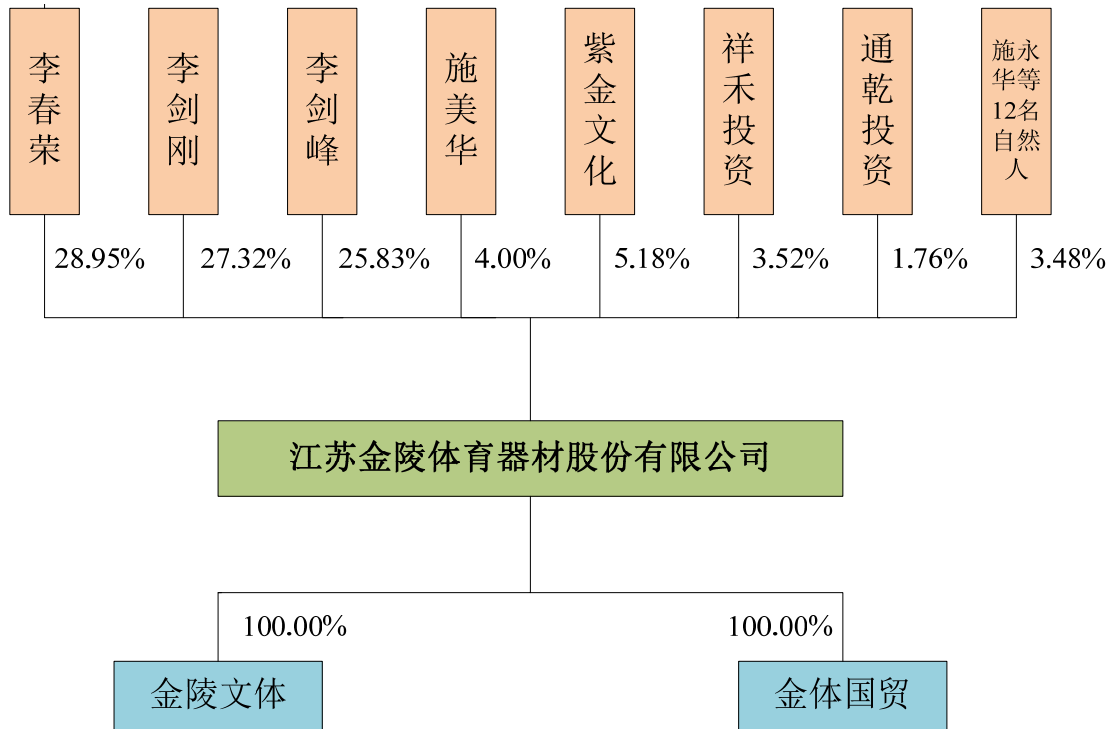 李春荣
李剑刚
李剑峰
施美华
紫金文化
祥禾投资
通乾投资
施永
华等
12名
自然
人
28.95%
27.32%
25.83%
4.00%
5.18%
3.52%
1.76%
3.48%
江苏金陵体育器材股份有限公司
100.00%
100.00%
金陵文体
金体国贸